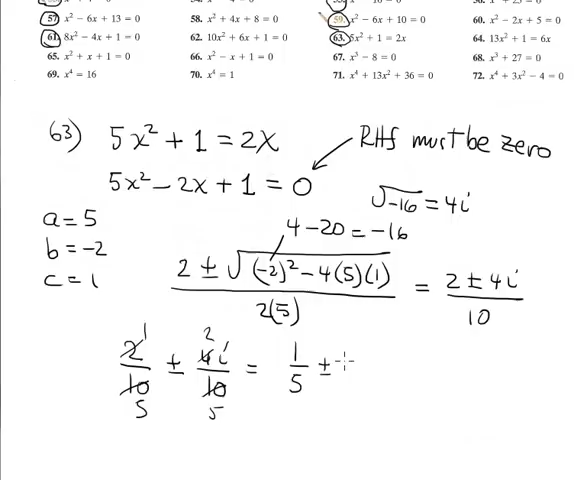 57. x² − 6x + 13 = 0 58. x² + 4x + 8 = 0 59. x² − 6x + 10 = 0 60. x² − 2x + 5 = 0
61. 8x² − 4x + 1 = 0 62. 10x² + 6x + 1 = 0 63. 5x² + 1 = 2x 64. 13x² + 1 = 6x
65. x² + x + 1 = 0 66. x² − x + 1 = 0 67. x³ − 8 = 0 68. x³ + 27 = 0
69. x⁴ = 16 70. x⁴ = 1 71. x⁴ + 13x² + 36 = 0 72. x⁴ + 3x² − 4 = 0
63) 5x² + 1 = 2x
RHS must be zero
5x² − 2x + 1 = 0
√−16 = 4i
a = 5
b = −2
c = 1
4 − 20 = −16
2 ± √(−2)² − 4(5)(1) = 2 ± 4i
2(5) 10
1 2
2 ± 4i = 1 ±
10 10 5
5 5